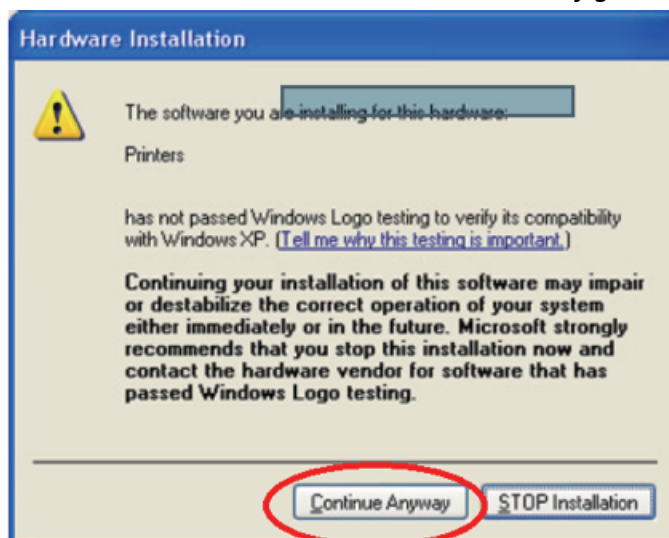 Hardware Installation
The software you are installing for this hardware:
Printers
has not passed Windows Logo testing to verify its compatibility
with Windows XP. (Tell me why this testing is important.)
Continuing your installation of this software may impair
or destabilize the correct operation of your system
either immediately or in the future. Microsoft strongly
recommends that you stop this installation now and
contact the hardware vendor for software that has
passed Windows Logo testing.
Continue Anyway STOP Installation